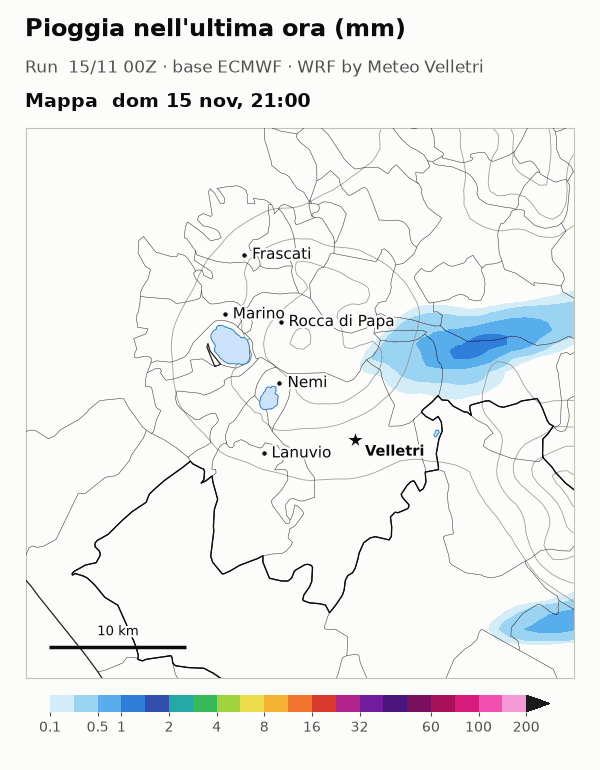 Pioggia nell'ultima ora (mm)
Run  15/11 00Z · base ECMWF · WRF by Meteo Velletri
Mappa  dom 15 nov, 21:00
Frascati
Marino
Rocca di Papa
Nemi
Velletri
Lanuvio
10 km
0.1 0.5 1 2 4 8 16 32 60 100 200